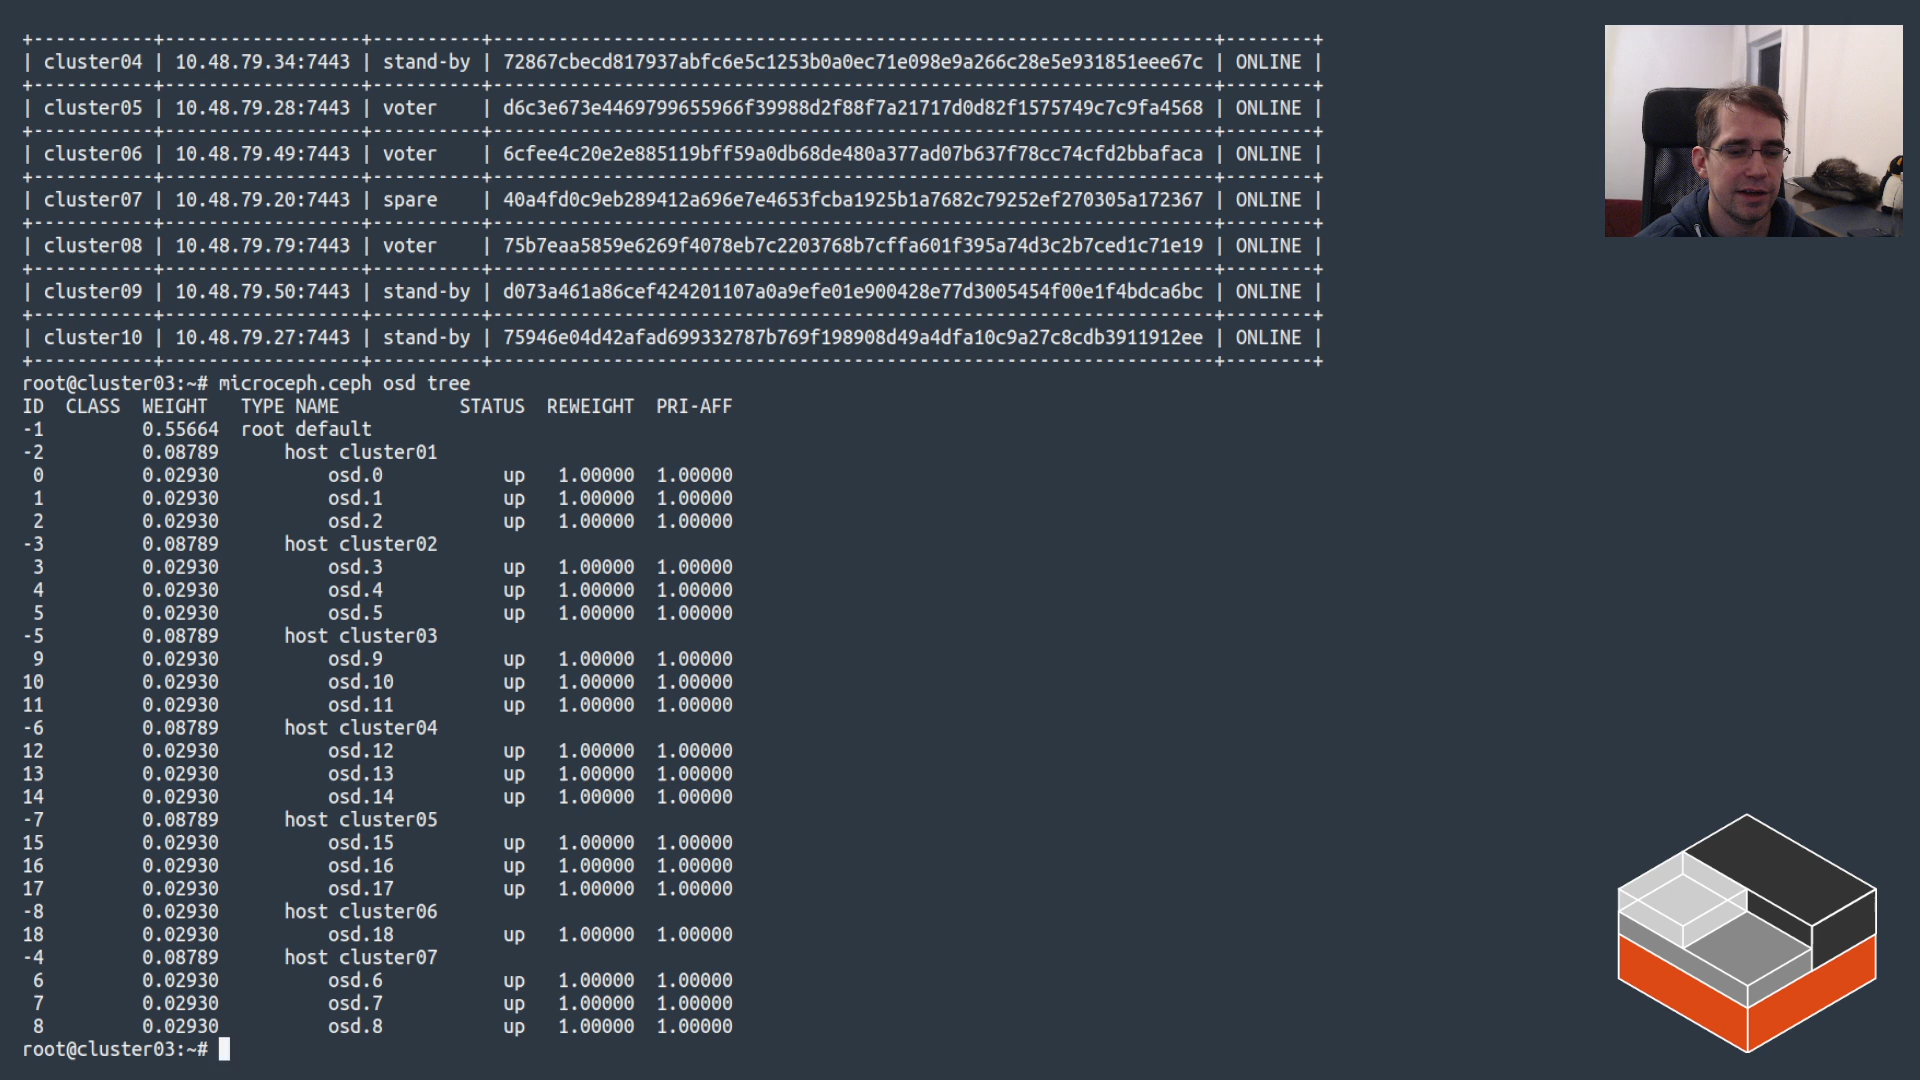 +-----------+-----------------+----------+------------------------------------------------------------------+--------+
| cluster04 | 10.48.79.34:7443 | stand-by | 72867cbecd817937abfc6e5c1253b0a0ec71e098e9a266c28e5e931851eee67c | ONLINE |
+-----------+-----------------+----------+------------------------------------------------------------------+--------+
| cluster05 | 10.48.79.28:7443 | voter | d6c3e673e4469799655966f39988d2f88f7a21717d0d82f1575749c7c9fa4568 | ONLINE |
+-----------+-----------------+----------+------------------------------------------------------------------+--------+
| cluster06 | 10.48.79.49:7443 | voter | 6cfee4c20e2e885119bff59a0db68de480a377ad07b637f78cc74cfd2bbafaca | ONLINE |
+-----------+-----------------+----------+------------------------------------------------------------------+--------+
| cluster07 | 10.48.79.20:7443 | spare | 40a4fd0c9eb289412a696e7e4653fcba1925b1a7682c79252ef270305a172367 | ONLINE |
+-----------+-----------------+----------+------------------------------------------------------------------+--------+
| cluster08 | 10.48.79.79:7443 | voter | 75b7eaa5859e6269f4078eb7c2203768b7cffa601f395a74d3c2b7ced1c71e19 | ONLINE |
+-----------+-----------------+----------+------------------------------------------------------------------+--------+
| cluster09 | 10.48.79.50:7443 | stand-by | d073a461a86cef424201107a0a9efe01e900428e77d3005454f00e1f4bdca6bc | ONLINE |
+-----------+-----------------+----------+------------------------------------------------------------------+--------+
| cluster10 | 10.48.79.27:7443 | stand-by | 75946e04d42afad699332787b769f198908d49a4dfa10c9a27c8cdb3911912ee | ONLINE |
+-----------+-----------------+----------+------------------------------------------------------------------+--------+
root@cluster03:~# microceph.ceph osd tree
ID CLASS WEIGHT TYPE NAME STATUS REWEIGHT PRI-AFF
-1 0.55664 root default
-2 0.08789 host cluster01
0 0.02930 osd.0 up 1.00000 1.00000
1 0.02930 osd.1 up 1.00000 1.00000
2 0.02930 osd.2 up 1.00000 1.00000
-3 0.08789 host cluster02
3 0.02930 osd.3 up 1.00000 1.00000
4 0.02930 osd.4 up 1.00000 1.00000
5 0.02930 osd.5 up 1.00000 1.00000
-5 0.08789 host cluster03
9 0.02930 osd.9 up 1.00000 1.00000
10 0.02930 osd.10 up 1.00000 1.00000
11 0.02930 osd.11 up 1.00000 1.00000
-6 0.08789 host cluster04
12 0.02930 osd.12 up 1.00000 1.00000
13 0.02930 osd.13 up 1.00000 1.00000
14 0.02930 osd.14 up 1.00000 1.00000
-7 0.08789 host cluster05
15 0.02930 osd.15 up 1.00000 1.00000
16 0.02930 osd.16 up 1.00000 1.00000
17 0.02930 osd.17 up 1.00000 1.00000
-8 0.02930 host cluster06
18 0.02930 osd.18 up 1.00000 1.00000
-4 0.08789 host cluster07
6 0.02930 osd.6 up 1.00000 1.00000
7 0.02930 osd.7 up 1.00000 1.00000
8 0.02930 osd.8 up 1.00000 1.00000
root@cluster03:~#